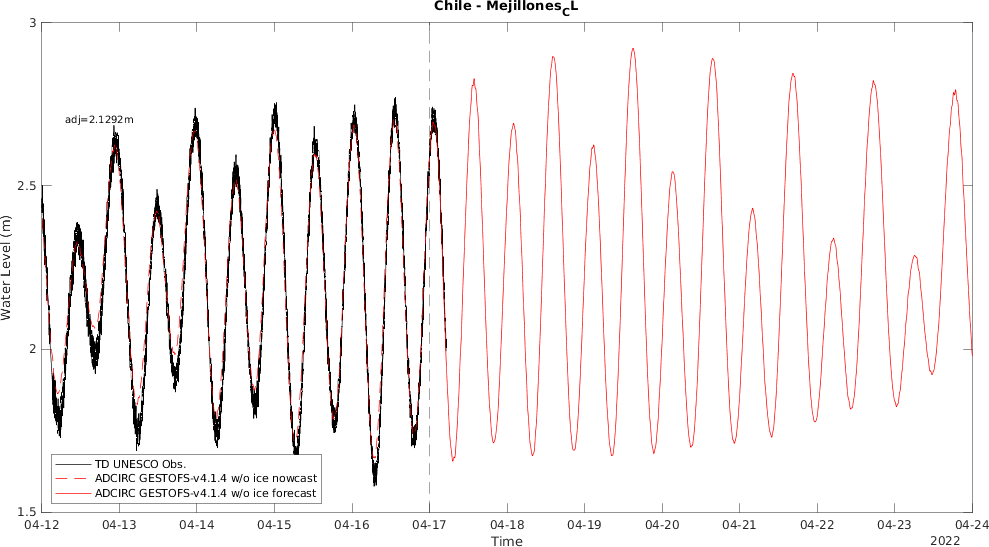 Chile - Mejillones_CL
adj=2.1292m
3
2.5
2
1.5
Water Level (m)
TD UNESCO Obs.
ADCIRC GESTOFS-v4.1.4 w/o ice nowcast
ADCIRC GESTOFS-v4.1.4 w/o ice forecast
04-12 04-13 04-14 04-15 04-16 04-17 04-18 04-19 04-20 04-21 04-22 04-23 04-24
Time
2022